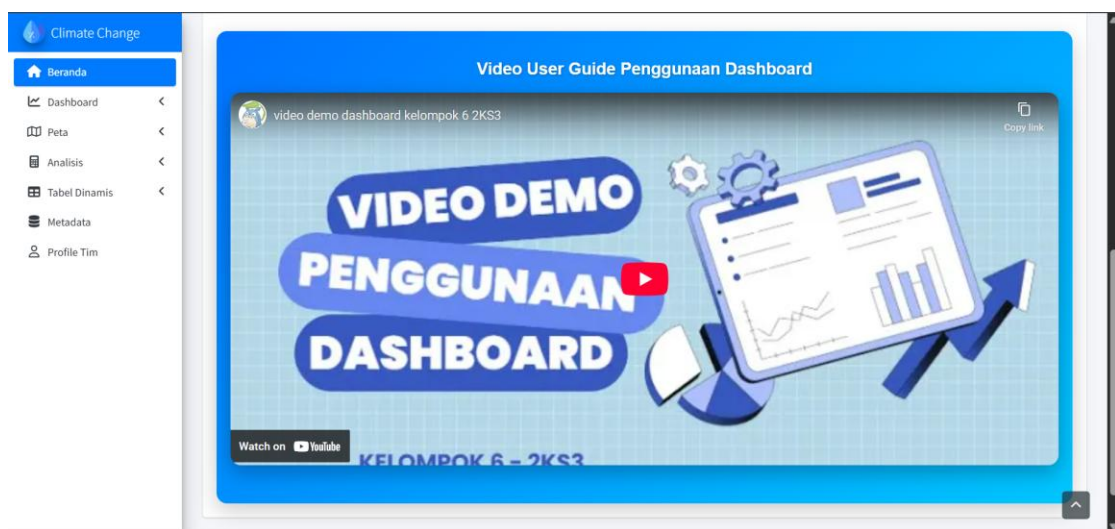 Climate Change
Beranda
Dashboard
Peta
Analisis
Tabel Dinamis
Metadata
Profile Tim
Video User Guide Penggunaan Dashboard
video demo dashboard kelompok 6 2KS3
Copy link
VIDEO DEMO
PENGGUNAAN
DASHBOARD
Watch on YouTube
KELOMPOK 6 - 2KS3